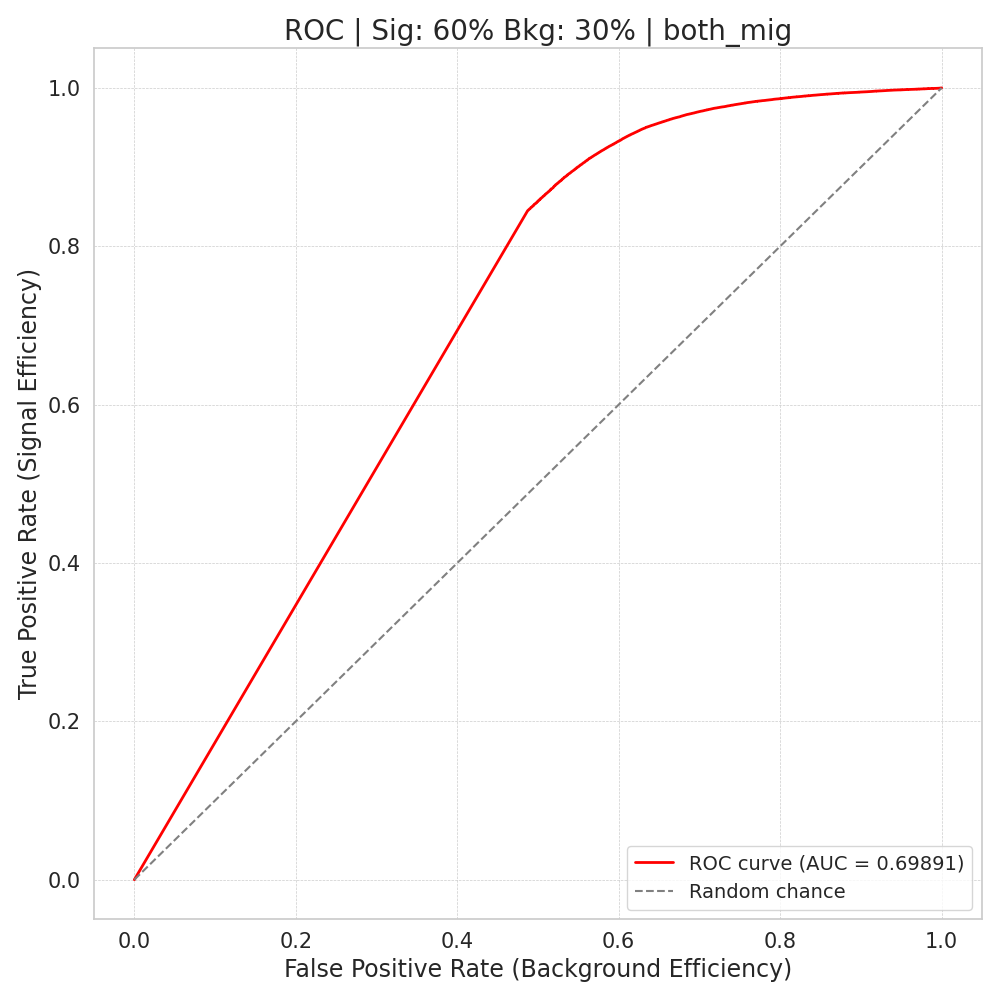 ROC | Sig: 60% Bkg: 30% | both_mig
True Positive Rate (Signal Efficiency)
1.0
0.8
0.6
0.4
0.2
0.0
ROC curve (AUC = 0.69891)
Random chance
0.0 0.2 0.4 0.6 0.8 1.0
False Positive Rate (Background Efficiency)